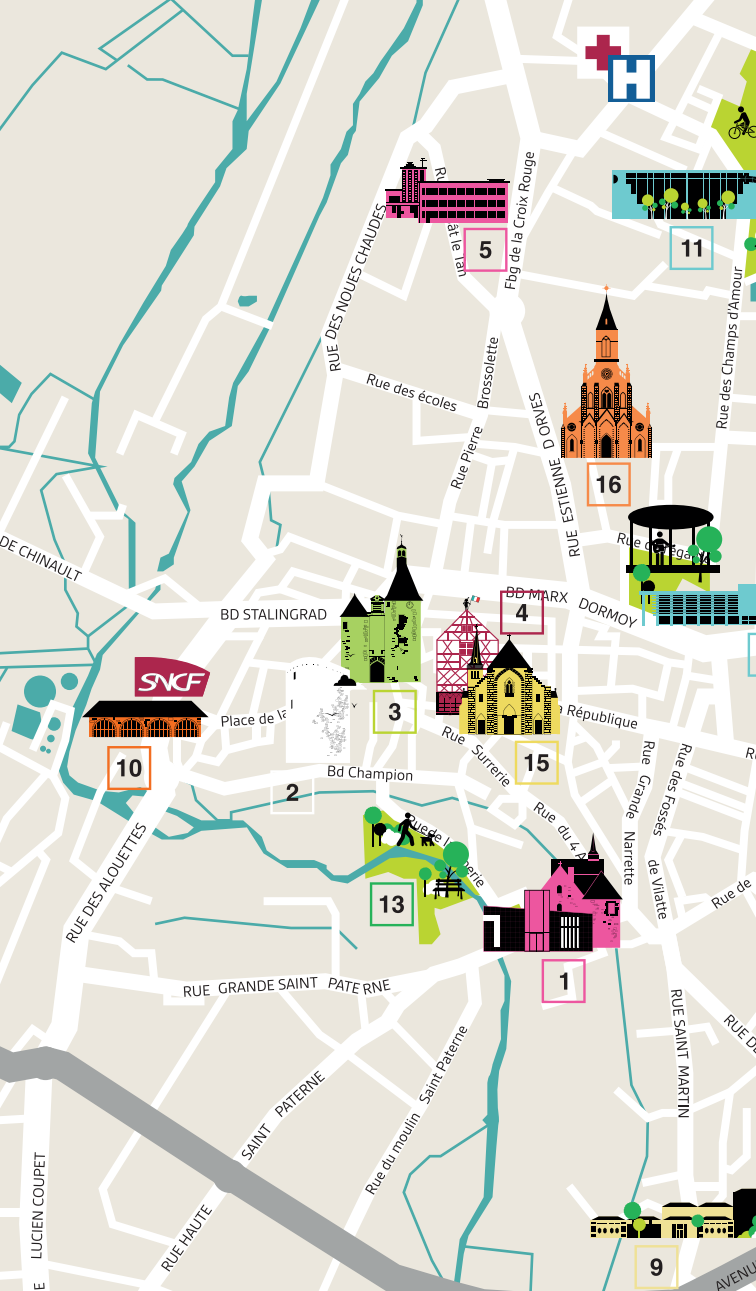 H
11
5
RUE DES NOUES CHAUDES
Fbg de la Croix Rouge
Rue des Champs d'Amour
Rue des écoles
Rue Pierre Brossolette
RUE ESTIENNE D ORVES
16
DE CHINAULT
BD STALINGRAD
BD MARX DORMOY
4
SNCF
3
Place de la
République
10
2
Bd Champion
Rue Surrerie
15
Rue Grande Narrette
Rue des Fossés de Vilatte
Rue du 4
Rue de
13
RUE DES ALOUETTES
1
RUE GRANDE SAINT PATERNE
RUE SAINT MARTIN
RUE HAUTE SAINT PATERNE
Rue du moulin Saint Paterne
LUCIEN COUPET
9
AVENU